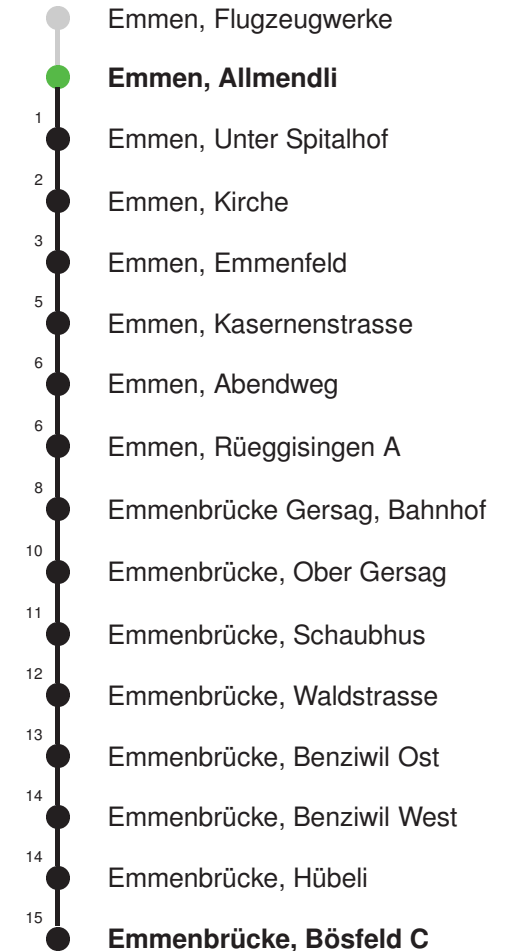 Emmen, Flugzeugwerke
Emmen, Allmendli
1 Emmen, Unter Spitalhof
2 Emmen, Kirche
3 Emmen, Emmenfeld
5 Emmen, Kasernenstrasse
6 Emmen, Abendweg
6 Emmen, Rüeggisingen A
8 Emmenbrücke Gersag, Bahnhof
10 Emmenbrücke, Ober Gersag
11 Emmenbrücke, Schaubhus
12 Emmenbrücke, Waldstrasse
13 Emmenbrücke, Benziwil Ost
14 Emmenbrücke, Benziwil West
14 Emmenbrücke, Hübeli
15 Emmenbrücke, Bösfeld C